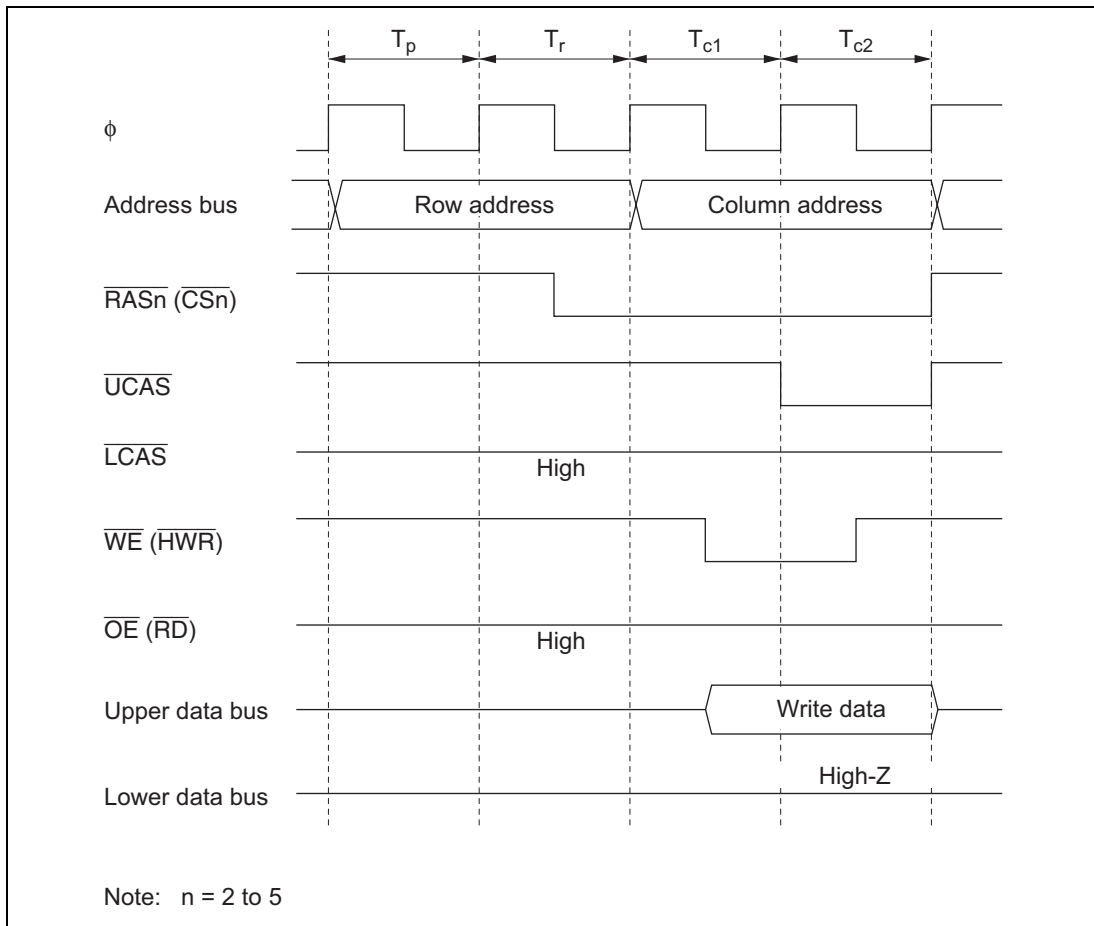 Tp Tr Tc1 Tc2
φ
Address bus Row address Column address
RASn (CSn)
UCAS
LCAS
High
WE (HWR)
OE (RD)
High
Upper data bus Write data
High-Z
Lower data bus
Note: n = 2 to 5